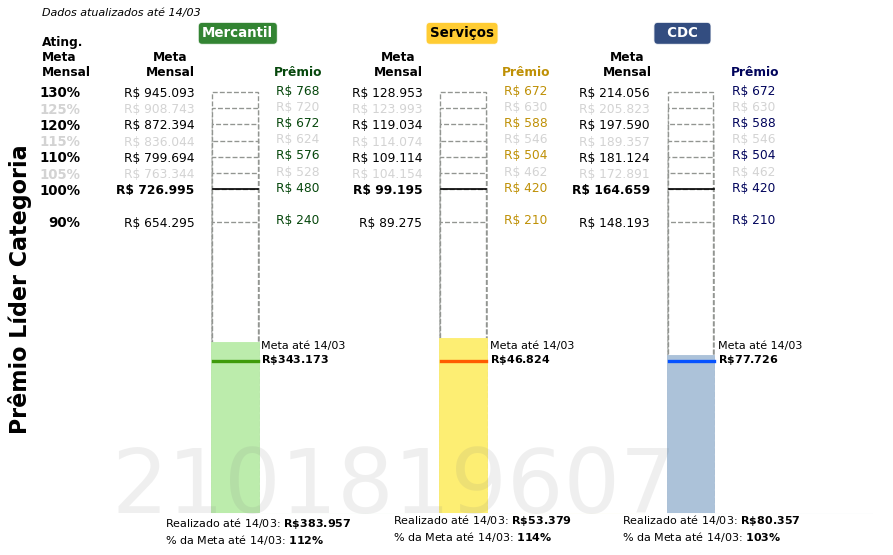 Dados atualizados até 14/03
Mercantil Serviços CDC
Ating. Meta Mensal
Meta Mensal Prêmio Meta Mensal Prêmio Meta Mensal Prêmio
130% R$ 945.093 R$ 768 R$ 128.953 R$ 672 R$ 214.056 R$ 672
125% R$ 908.743 R$ 720 R$ 123.993 R$ 630 R$ 205.823 R$ 630
120% R$ 872.394 R$ 672 R$ 119.034 R$ 588 R$ 197.590 R$ 588
115% R$ 836.044 R$ 624 R$ 114.074 R$ 546 R$ 189.357 R$ 546
110% R$ 799.694 R$ 576 R$ 109.114 R$ 504 R$ 181.124 R$ 504
105% R$ 763.344 R$ 528 R$ 104.154 R$ 462 R$ 172.891 R$ 462
100% R$ 726.995 R$ 480 R$ 99.195 R$ 420 R$ 164.659 R$ 420
90% R$ 654.295 R$ 240 R$ 89.275 R$ 210 R$ 148.193 R$ 210
Prêmio Líder Categoria
Meta até 14/03 Meta até 14/03 Meta até 14/03
R$343.173 R$46.824 R$77.726
2101819607
Realizado até 14/03: R$383.957 Realizado até 14/03: R$53.379 Realizado até 14/03: R$80.357
% da Meta até 14/03: 112% % da Meta até 14/03: 114% % da Meta até 14/03: 103%